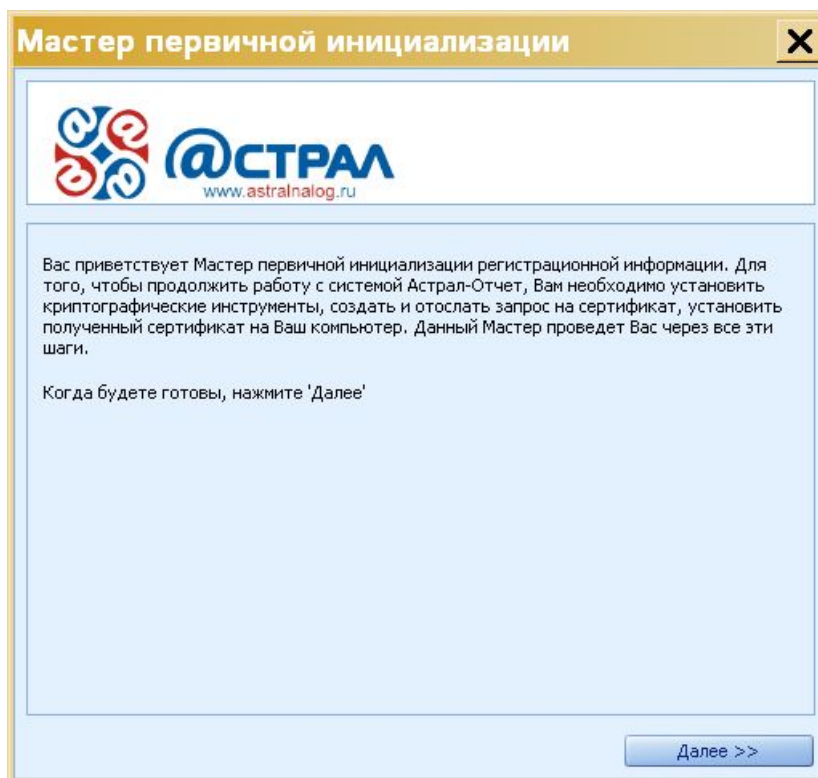 Мастер первичной инициализации
@СТРАЛ
www.astralnalog.ru
Вас приветствует Мастер первичной инициализации регистрационной информации. Для
того, чтобы продолжить работу с системой Астрал-Отчет, Вам необходимо установить
криптографические инструменты, создать и отослать запрос на сертификат, установить
полученный сертификат на Ваш компьютер. Данный Мастер проведет Вас через все эти
шаги.
Когда будете готовы, нажмите 'Далее'
Далее >>